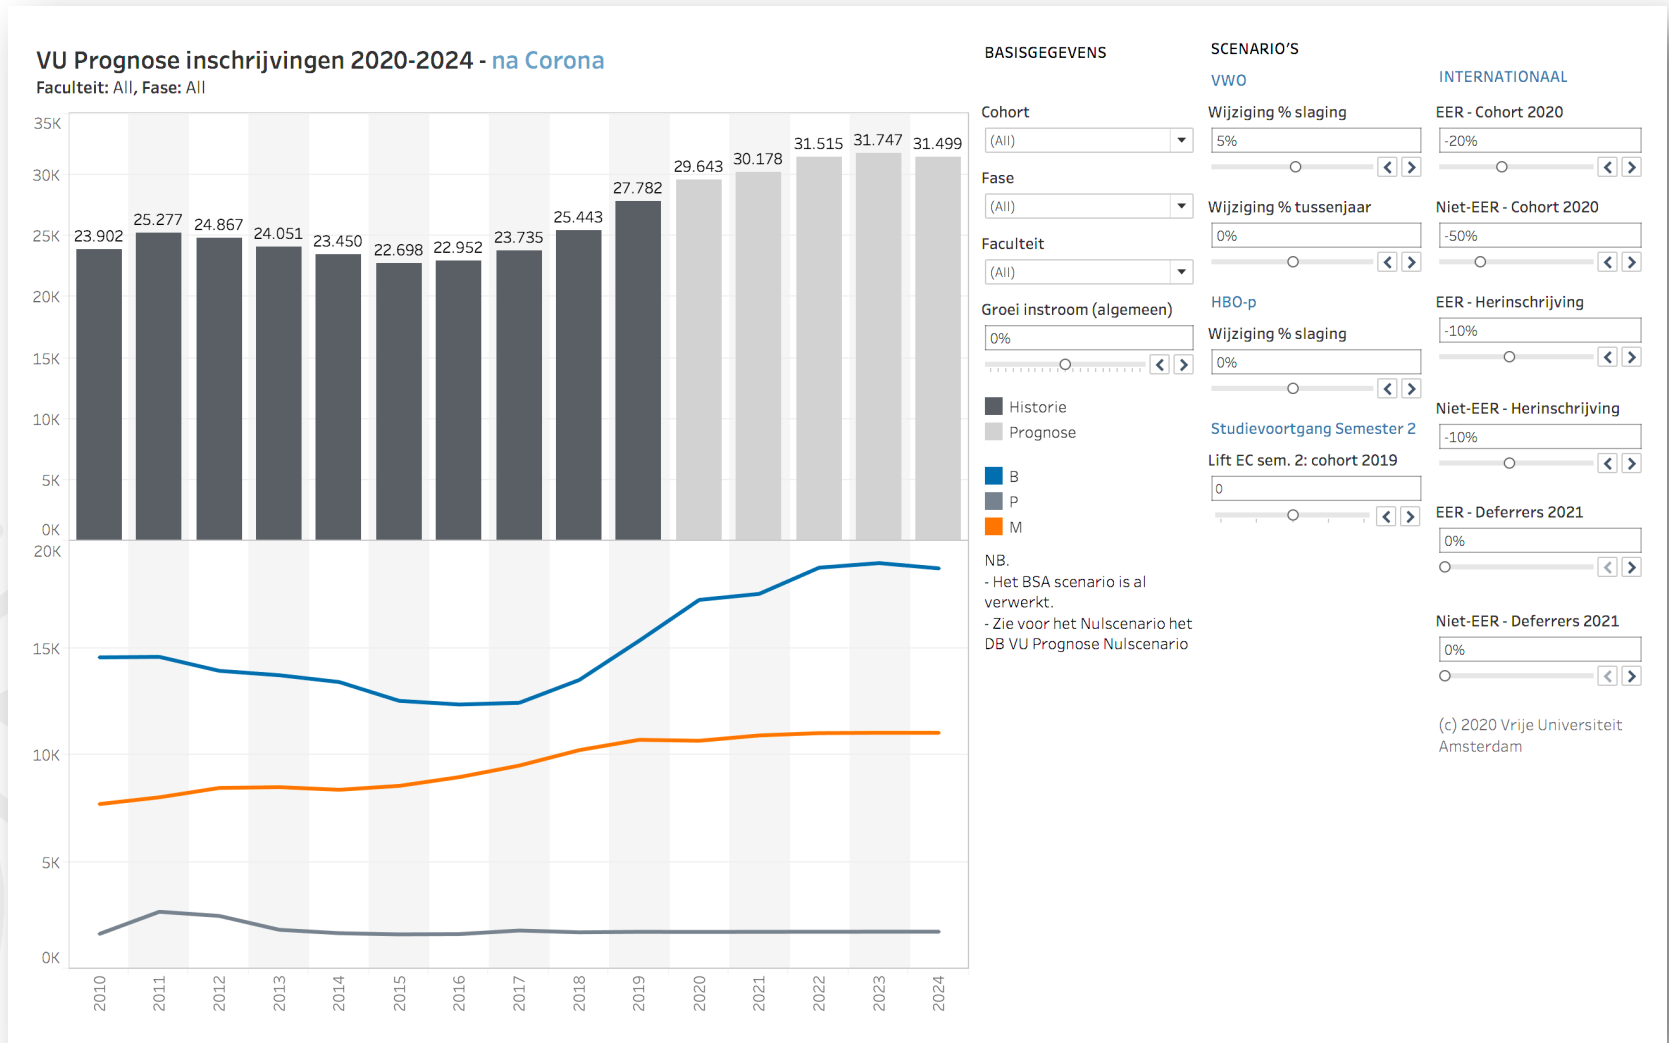 VU Prognose inschrijvingen 2020-2024 - na Corona
Faculteit: All, Fase: All
35K
30K
25K
20K
15K
10K
5K
0K
23.902
25.277
24.867
24.051
23.450
22.698
22.952
23.735
25.443
27.782
29.643
30.178
31.515
31.747
31.499
20K
15K
10K
5K
0K
2010
2011
2012
2013
2014
2015
2016
2017
2018
2019
2020
2021
2022
2023
2024
BASISGEGEVENS
Cohort
(All)
Fase
(All)
Faculteit
(All)
Groei instroom (algemeen)
0%
Historie
Prognose
B
P
M
NB.
- Het BSA scenario is al
verwerkt.
- Zie voor het Nulscenario het
DB VU Prognose Nulscenario
SCENARIO'S
VWO
Wijziging % slaging
5%
Wijziging % tussenjaar
0%
HBO-p
Wijziging % slaging
0%
Studievoortgang Semester 2
Lift EC sem. 2: cohort 2019
0
INTERNATIONAAL
EER - Cohort 2020
-20%
Niet-EER - Cohort 2020
-50%
EER - Herinschrijving
-10%
Niet-EER - Herinschrijving
-10%
EER - Deferrers 2021
0%
Niet-EER - Deferrers 2021
0%
(c) 2020 Vrije Universiteit
Amsterdam